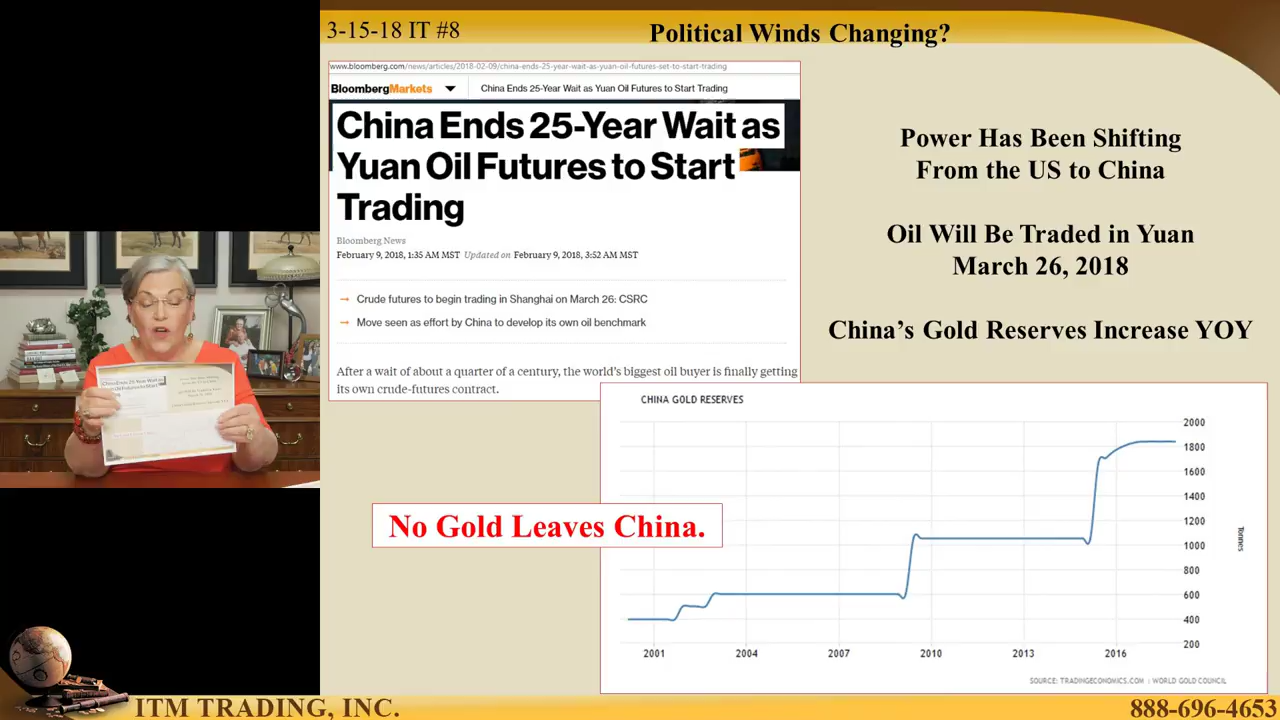 3-15-18 IT #8
Political Winds Changing?
www.bloomberg.com/news/articles/2018-02-09/china-ends-25-year-wait-as-yuan-oil-futures-set-to-start-trading
BloombergMarkets
China Ends 25-Year Wait as Yuan Oil Futures to Start Trading
China Ends 25-Year Wait as
Yuan Oil Futures to Start
Trading
Bloomberg News
February 9, 2018, 1:35 AM MST Updated on February 9, 2018, 3:52 AM MST
→ Crude futures to begin trading in Shanghai on March 26: CSRC
→ Move seen as effort by China to develop its own oil benchmark
After a wait of about a quarter of a century, the world's biggest oil buyer is finally getting
its own crude-futures contract.
Power Has Been Shifting
From the US to China
Oil Will Be Traded in Yuan
March 26, 2018
China's Gold Reserves Increase YOY
China Ends 25-Year Wait as
Trading
No Gold Leaves China.
CHINA GOLD RESERVES
2000
1800
1600
1400
1200
1000
800
600
400
200
Tonnes
2001
2004
2007
2010
2013
2016
SOURCE: TRADINGECONOMICS.COM | WORLD GOLD COUNCIL
ITM TRADING, INC.
888-696-4653